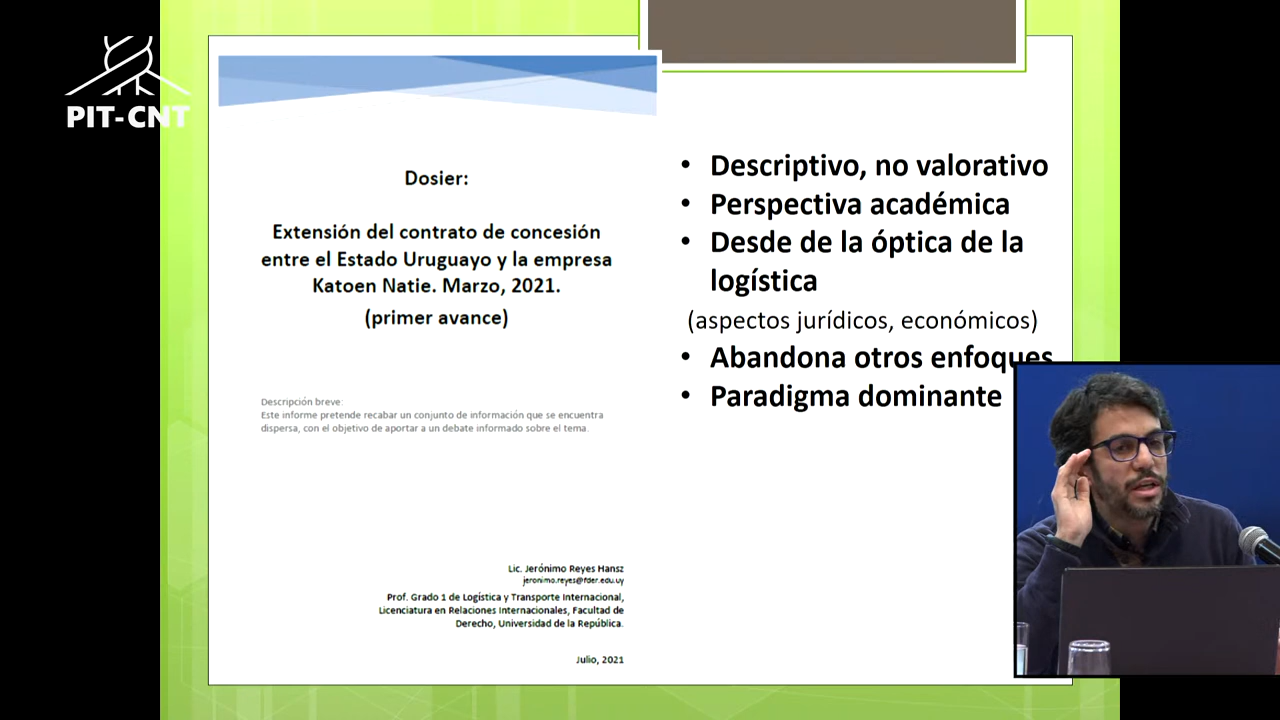 PIT-CNT
Dosier:
Extensión del contrato de concesión
entre el Estado Uruguayo y la empresa
Katoen Natie. Marzo, 2021.
(primer avance)
Descripción breve:
Este informe pretende recabar un conjunto de información que se encuentra
dispersa, con el objetivo de aportar a un debate informado sobre el tema.
Lic. Jerónimo Reyes Hansz
jeronimo.reyes@fder.edu.uy
Prof. Grado 1 de Logística y Transporte Internacional,
Licenciatura en Relaciones Internacionales, Facultad de
Derecho, Universidad de la República.
Julio, 2021
• Descriptivo, no valorativo
• Perspectiva académica
• Desde de la óptica de la
logística
(aspectos jurídicos, económicos)
• Abandona otros enfoques
• Paradigma dominante